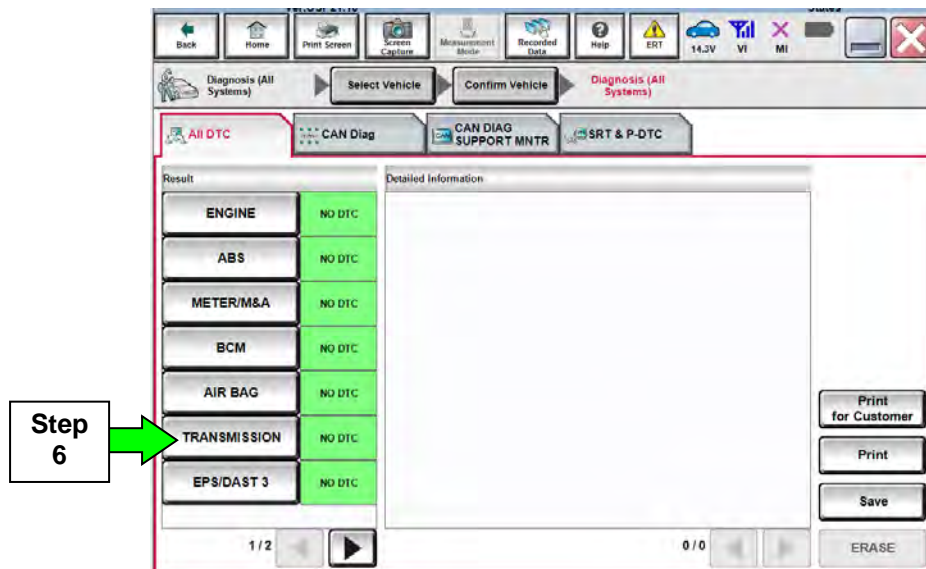 Back
Home
Print Screen
Screen
Capture
Measurement
Mode
Recorded
Data
Help
ERT
14.3V
VI
MI
Diagnosis (All
Systems)
Select Vehicle
Confirm Vehicle
Diagnosis (All
Systems)
All DTC
CAN Diag
CAN DIAG
SUPPORT MNTR
SRT & P-DTC
Result
Detailed Information
ENGINE NO DTC
ABS NO DTC
METER/M&A NO DTC
BCM NO DTC
AIR BAG NO DTC
Step
6
TRANSMISSION NO DTC
EPS/DAST 3 NO DTC
Print
for Customer
Print
Save
1/2
0/0
ERASE